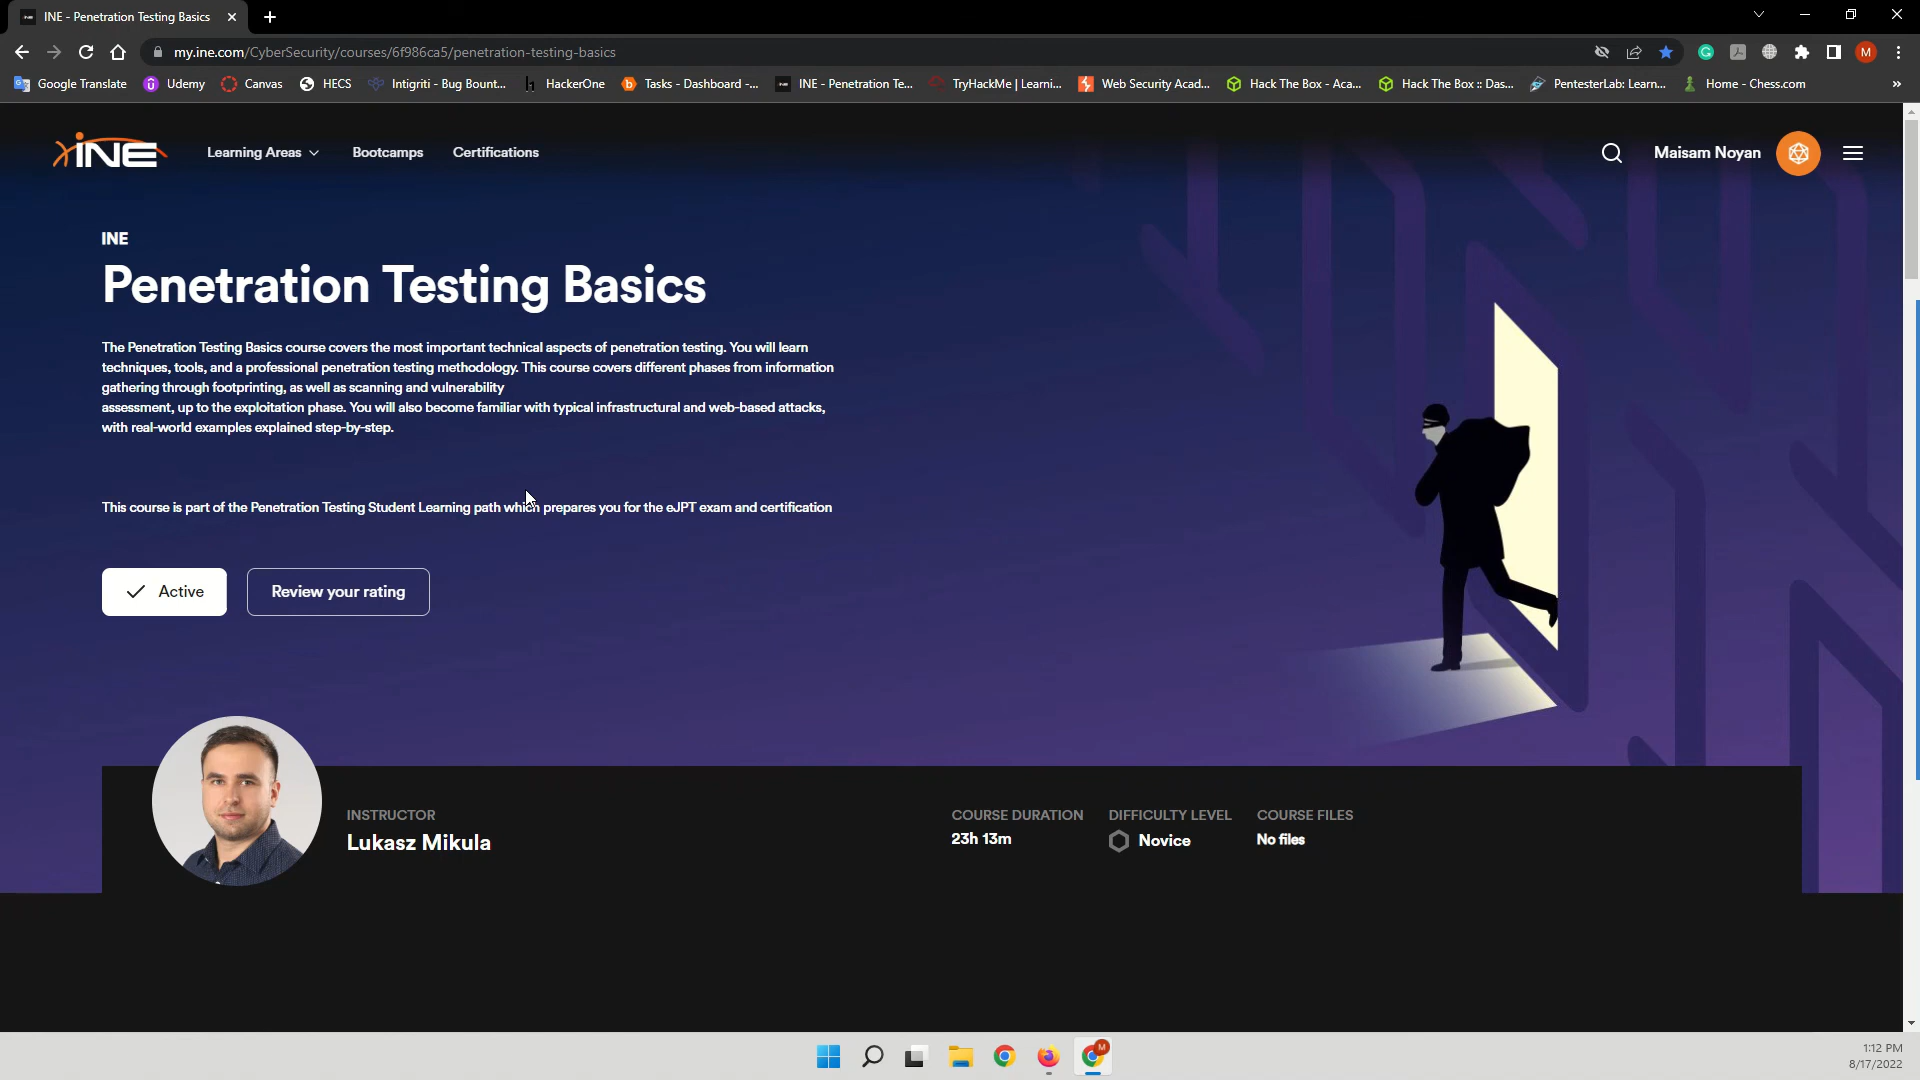 INE - Penetration Testing Basics
my.ine.com/CyberSecurity/courses/6f986ca5/penetration-testing-basics
M
Google Translate
Udemy
Canvas
HECS
Intigriti - Bug Bount...
HackerOne
Tasks - Dashboard -...
INE - Penetration Te...
TryHackMe | Learni...
Web Security Acad...
Hack The Box - Aca...
Hack The Box :: Das...
PentesterLab: Learn...
Home - Chess.com
»
INE
Learning Areas
Bootcamps
Certifications
Maisam Noyan
INE
Penetration Testing Basics
The Penetration Testing Basics course covers the most important technical aspects of penetration testing. You will learn
techniques, tools, and a professional penetration testing methodology. This course covers different phases from information
gathering through footprinting, as well as scanning and vulnerability
assessment, up to the exploitation phase. You will also become familiar with typical infrastructural and web-based attacks,
with real-world examples explained step-by-step.
This course is part of the Penetration Testing Student Learning path which prepares you for the eJPT exam and certification
Active
Review your rating
INSTRUCTOR
Lukasz Mikula
COURSE DURATION
23h 13m
DIFFICULTY LEVEL
Novice
COURSE FILES
No files
M
1:12 PM
8/17/2022